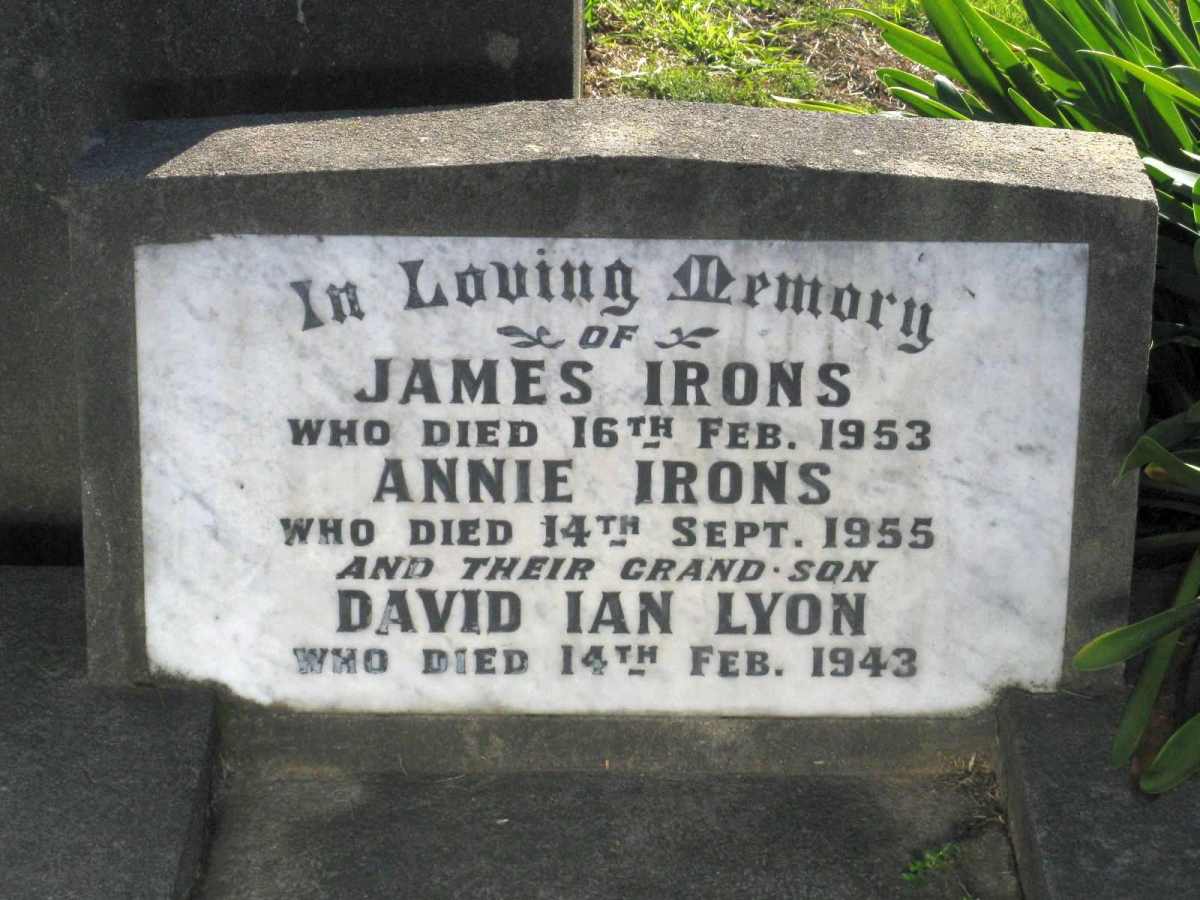 In Loving Memory
OF
JAMES IRONS
WHO DIED 16TH FEB. 1953
ANNIE IRONS
WHO DIED 14TH SEPT. 1955
AND THEIR GRAND-SON
DAVID IAN LYON
WHO DIED 14TH FEB. 1943